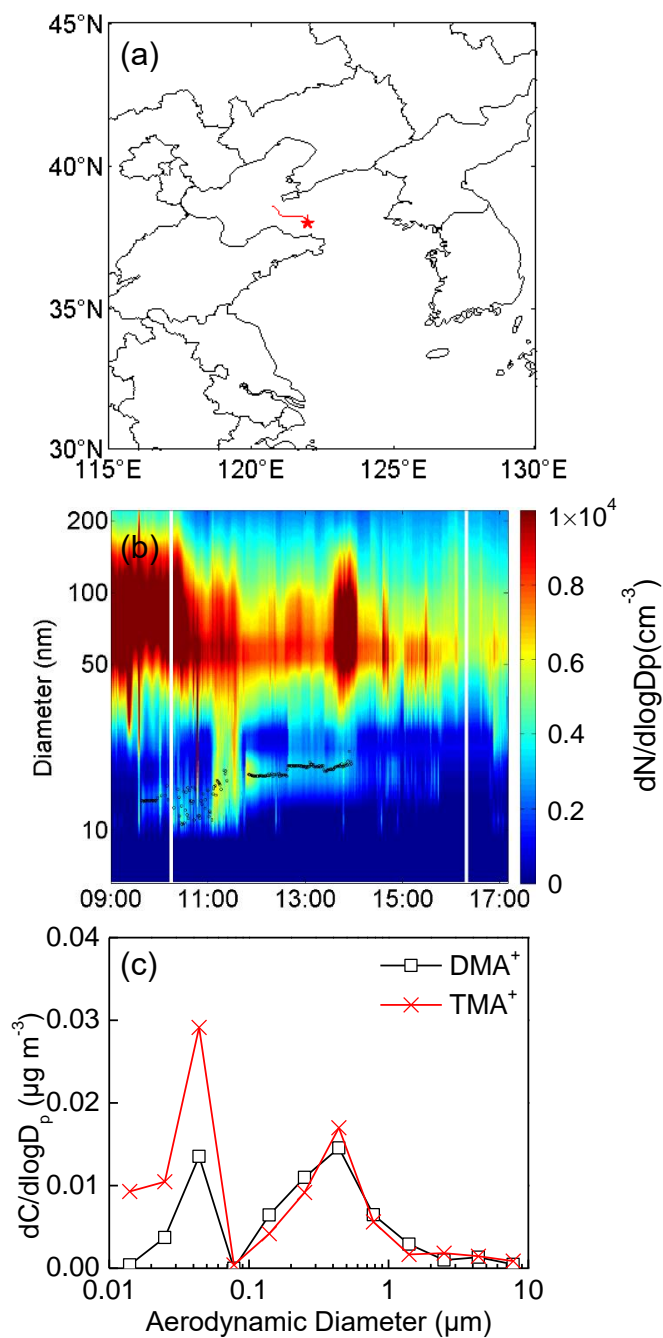 (a)
45°N
40°N
35°N
30°N
115°E 120°E 125°E 130°E
(b)
200
100
50
10
Diameter (nm)
09:00 11:00 13:00 15:00 17:00
1×10⁴
0.8
0.6
0.4
0.2
0
dN/dlogDp(cm⁻³)
(c)
DMA⁺
TMA⁺
0.04
0.03
0.02
0.01
0.00
dC/dlogDₚ (µg m⁻³)
0.01 0.1 1 10
Aerodynamic Diameter (µm)